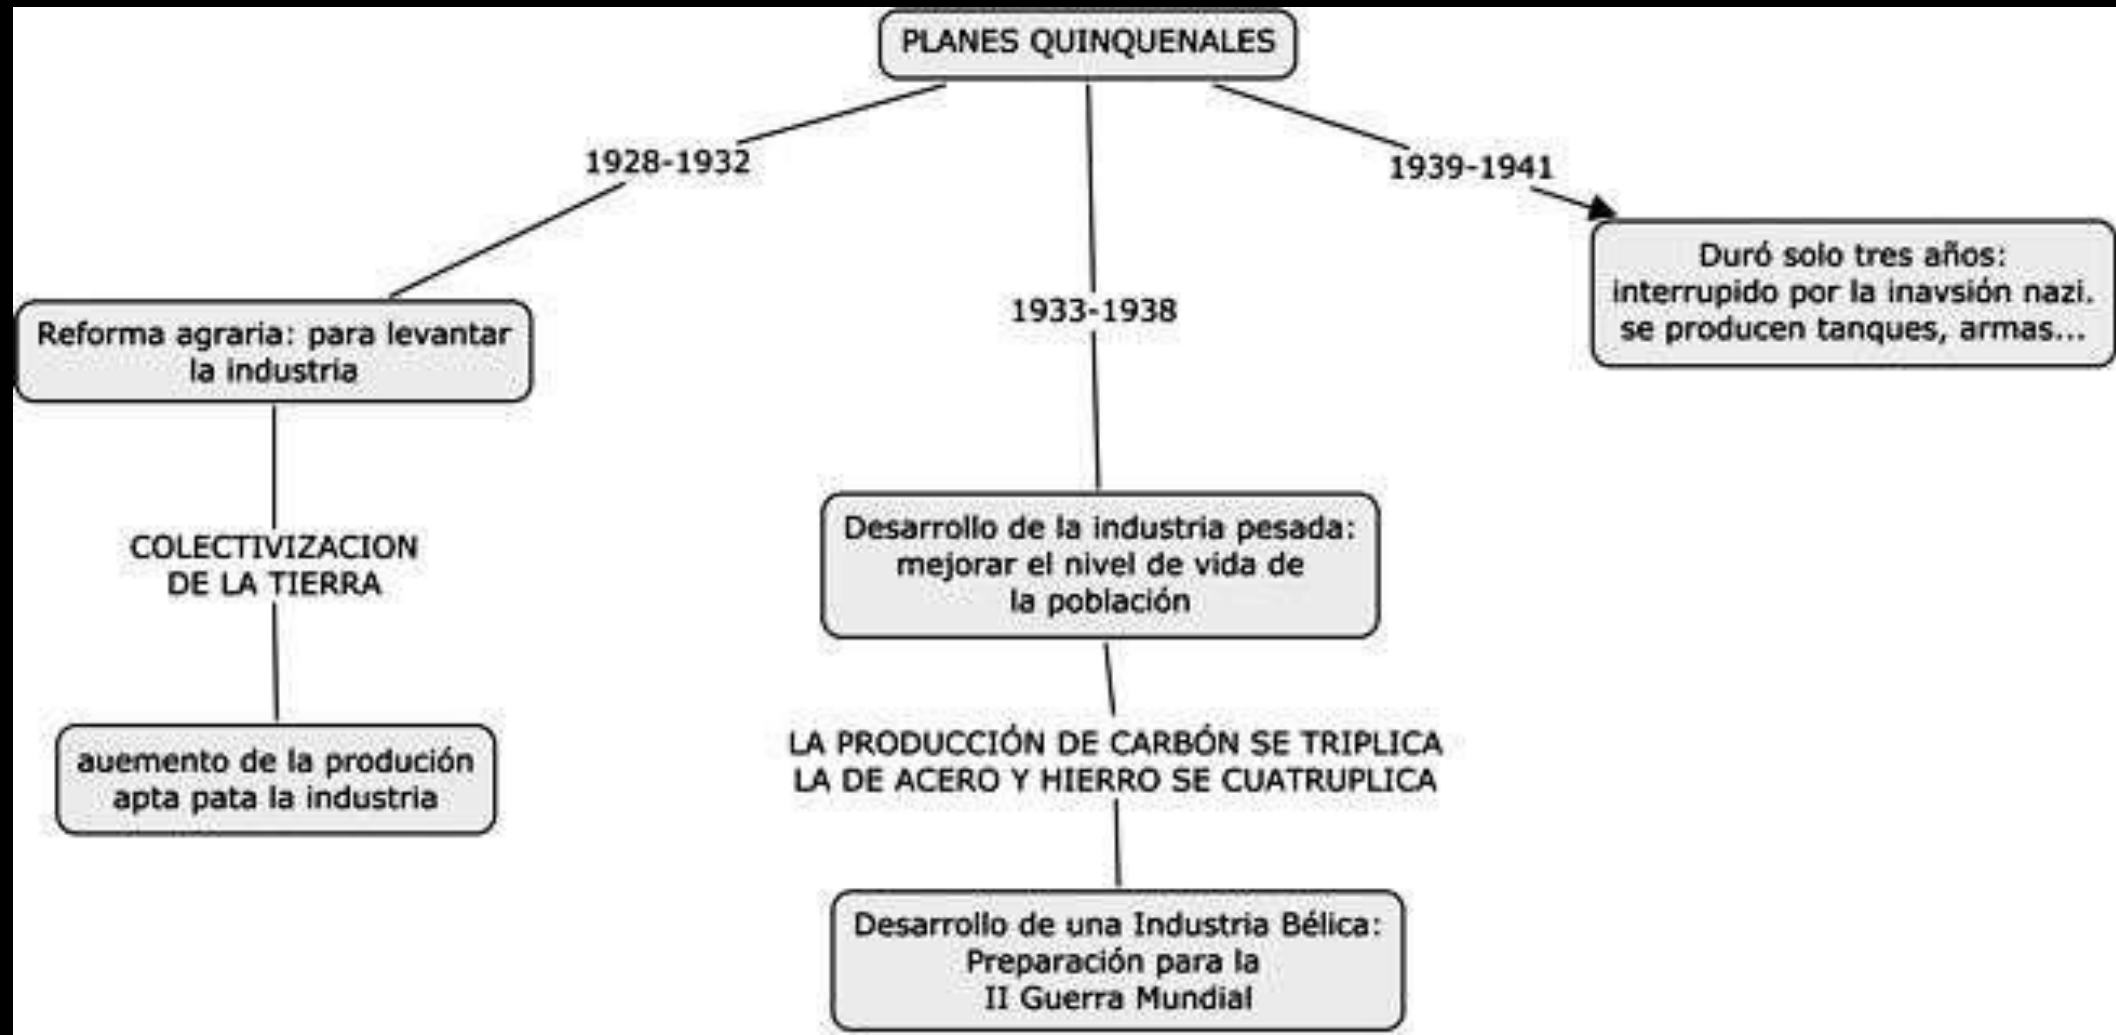 PLANES QUINQUENALES
1928-1932
1939-1941
1933-1938
Duró solo tres años:
interrupido por la inavsión nazi.
se producen tanques, armas...
Reforma agraria: para levantar
la industria
COLECTIVIZACION
DE LA TIERRA
auemento de la produción
apta pata la industria
Desarrollo de la industria pesada:
mejorar el nivel de vida de
la población
LA PRODUCCIÓN DE CARBÓN SE TRIPLICA
LA DE ACERO Y HIERRO SE CUATRUPLICA
Desarrollo de una Industria Bélica:
Preparación para la
II Guerra Mundial